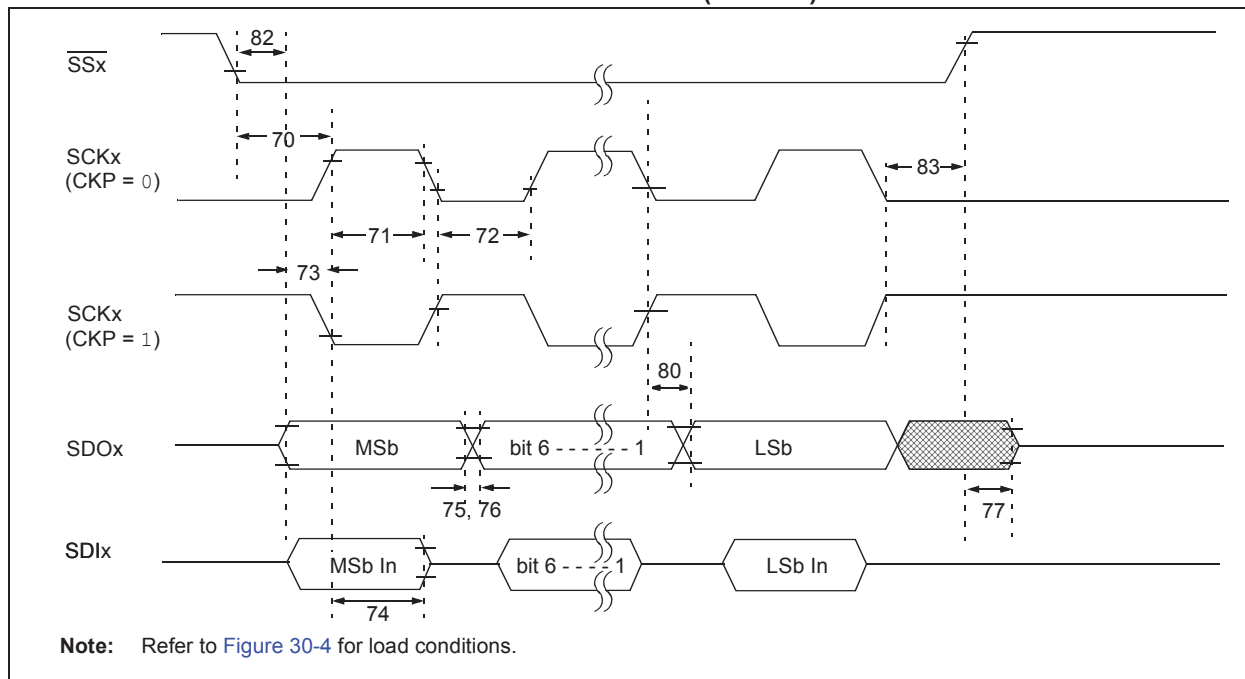 82
SSx
70
SCKx
(CKP = 0)
83
71
72
73
SCKx
(CKP = 1)
80
SDOx
MSb
bit 6 - - - - - - 1
LSb
75, 76
77
SDIx
MSb In
bit 6 - - - - 1
LSb In
74
Note: Refer to Figure 30-4 for load conditions.